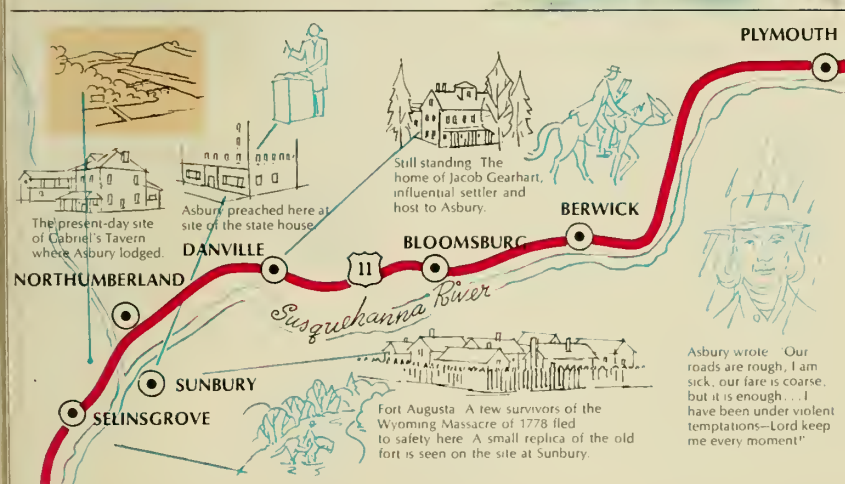 PLYMOUTH
Still standing The
home of Jacob Gearhart,
influential settler and
host to Asbury.
The present-day site
of Gabriel's Tavern
where Asbury lodged.
Asbury preached here at
site of the state house
BERWICK
BLOOMSBURG
DANVILLE
11
NORTHUMBERLAND
Susquehanna River
SUNBURY
SELINSGROVE
Fort Augusta A few survivors of the
Wyoming Massacre of 1778 fled
to safety here A small replica of the old
fort is seen on the site at Sunbury.
Asbury wrote "Our
roads are rough, I am
sick, our fare is coarse,
but it is enough... I
have been under violent
temptations—Lord keep
me every moment!"